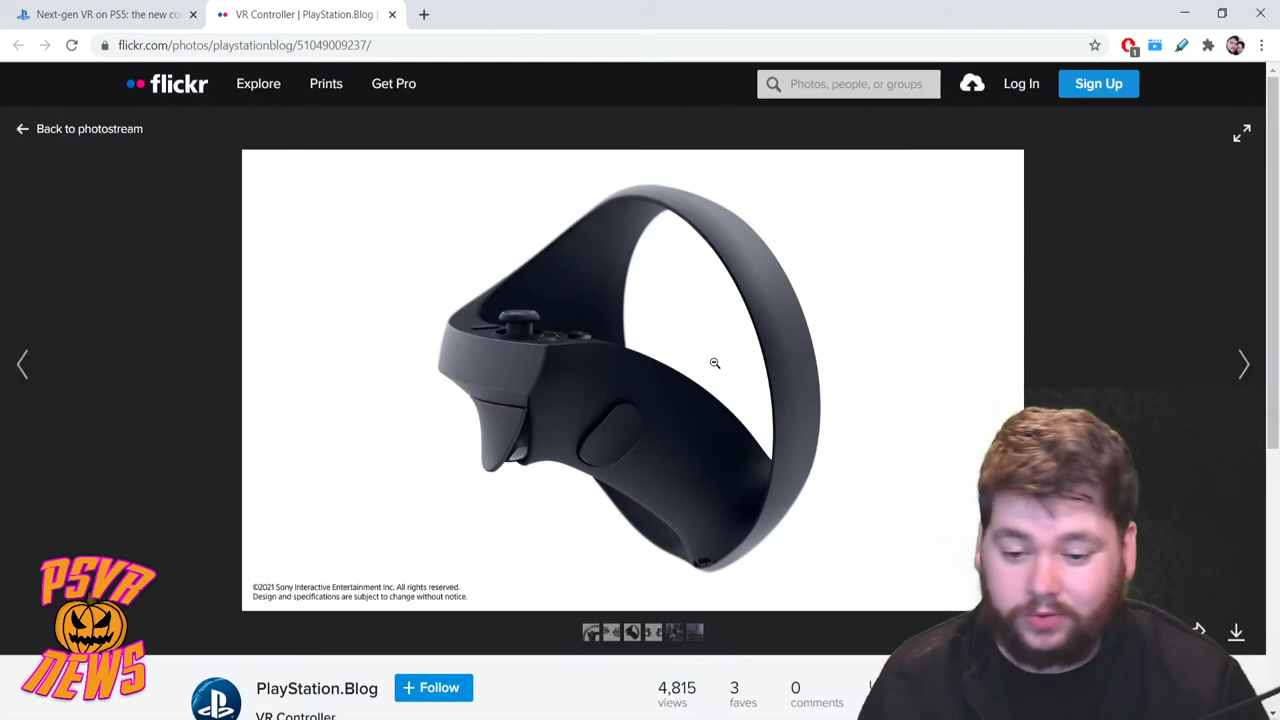 Next-gen VR on PS5: the new co
VR Controller | PlayStation.Blog |
flickr.com/photos/playstationblog/51049009237/
1
flickr
Explore
Prints
Get Pro
Photos, people, or groups
Log In
Sign Up
Back to photostream
©2021 Sony Interactive Entertainment Inc. All rights reserved.
Design and specifications are subject to change without notice.
PSVR
NEWS
PlayStation.Blog
+ Follow
VR Controller
4,815
views
3
faves
0
comments